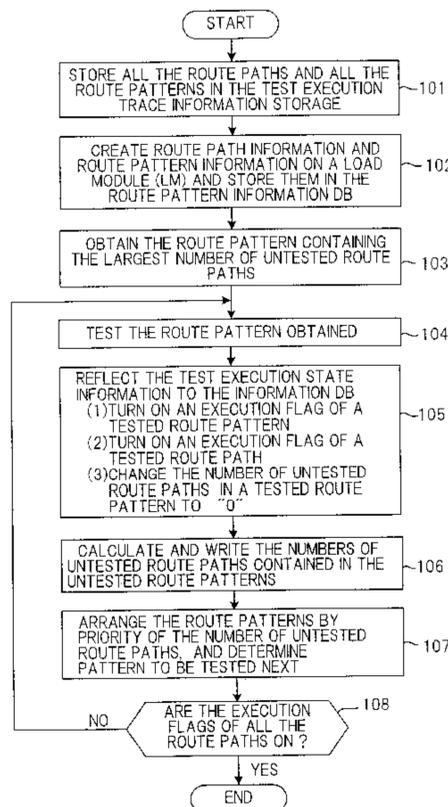 START
STORE ALL THE ROUTE PATHS AND ALL THE
ROUTE PATTERNS IN THE TEST EXECUTION
TRACE INFORMATION STORAGE
101
CREATE ROUTE PATH INFORMATION AND
ROUTE PATTERN INFORMATION ON A LOAD
MODULE (LM) AND STORE THEM IN THE
ROUTE PATTERN INFORMATION DB
102
OBTAIN THE ROUTE PATTERN CONTAINING
THE LARGEST NUMBER OF UNTESTED ROUTE
PATHS
103
TEST THE ROUTE PATTERN OBTAINED
104
REFLECT THE TEST EXECUTION STATE
INFORMATION TO THE INFORMATION DB
(1)TURN ON AN EXECUTION FLAG OF A
TESTED ROUTE PATTERN
(2)TURN ON AN EXECUTION FLAG OF A
TESTED ROUTE PATH
(3)CHANGE THE NUMBER OF UNTESTED
ROUTE PATHS IN A TESTED ROUTE
PATTERN TO "0"
105
CALCULATE AND WRITE THE NUMBERS OF
UNTESTED ROUTE PATHS CONTAINED IN THE
UNTESTED ROUTE PATTERNS
106
ARRANGE THE ROUTE PATTERNS BY
PRIORITY OF THE NUMBER OF UNTESTED
ROUTE PATHS, AND DETERMINE
PATTERN TO BE TESTED NEXT
107
ARE THE EXECUTION
FLAGS OF ALL THE
ROUTE PATHS ON ?
108
NO
YES
END